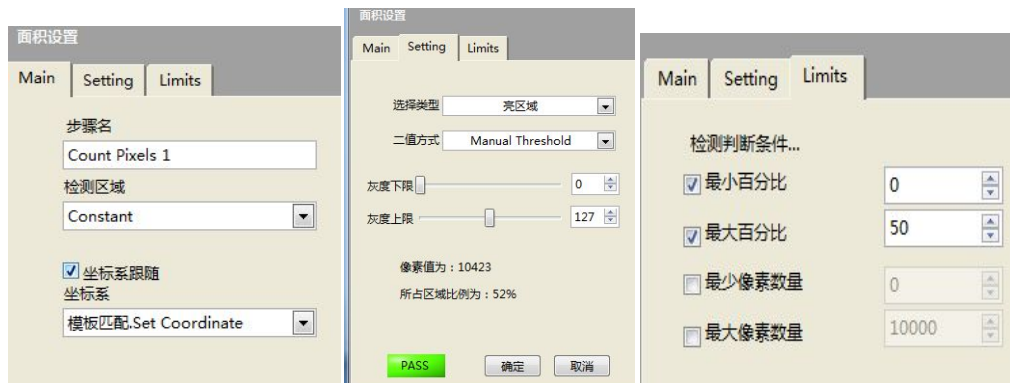 面积设置
Main Setting Limits
步骤名
Count Pixels 1
检测区域
Constant
坐标系跟随
坐标系
模板匹配.Set Coordinate
面积设置
Main Setting Limits
选择类型 亮区域
二值方式 Manual Threshold
灰度下限 0
灰度上限 127
像素值为：10423
所占区域比例为：52%
PASS 确定 取消
Main Setting Limits
检测判断条件...
最小百分比 0
最大百分比 50
最少像素数量 0
最大像素数量 10000